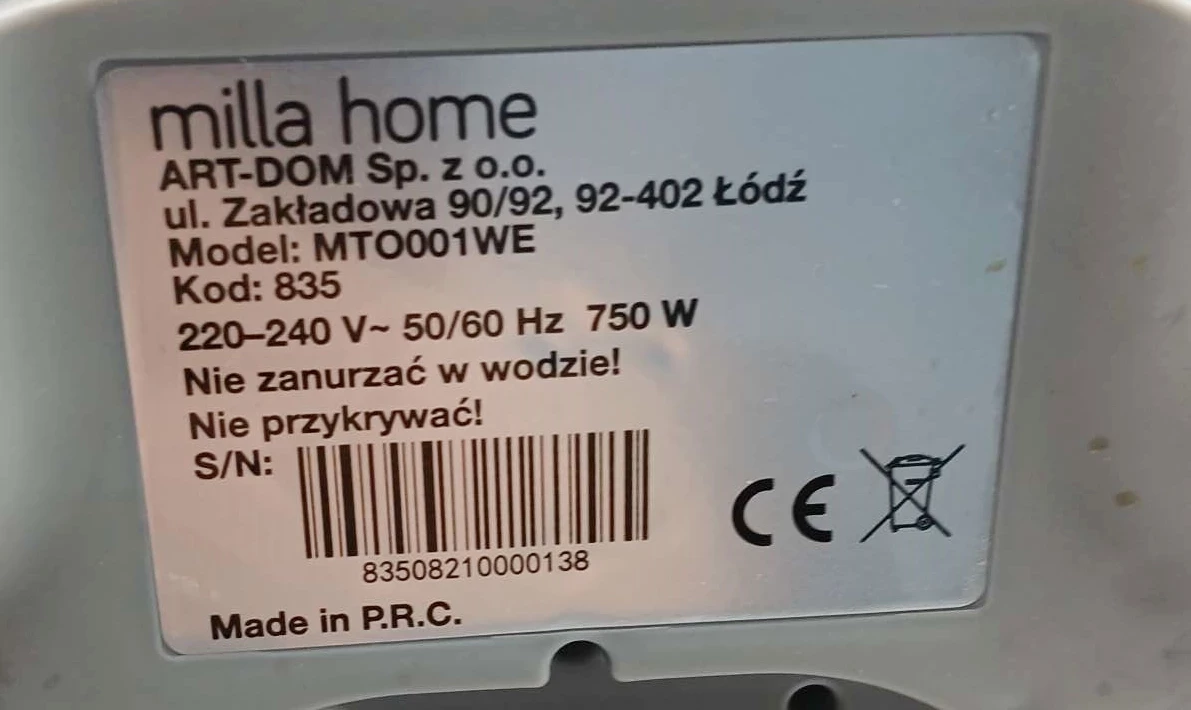 milla home
ART-DOM Sp. z o.o.
ul. Zakładowa 90/92, 92-402 Łódź
Model: MTO001WE
Kod: 835
220–240 V~ 50/60 Hz 750 W
Nie zanurzać w wodzie!
Nie przykrywać!
S/N:
83508210000138
CE
Made in P.R.C.